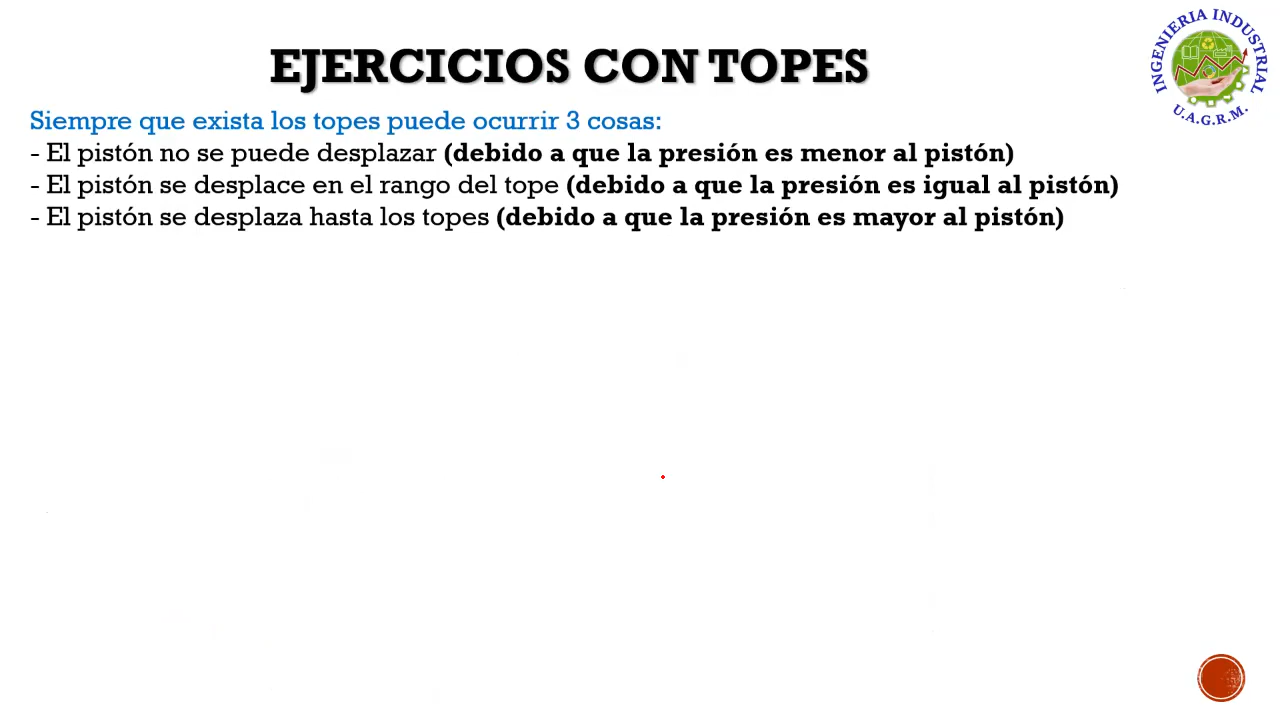 EJERCICIOS CON TOPES
INGENIERIA INDUSTRIAL
U.A.G.R.M.
Siempre que exista los topes puede ocurrir 3 cosas:
- El pistón no se puede desplazar (debido a que la presión es menor al pistón)
- El pistón se desplace en el rango del tope (debido a que la presión es igual al pistón)
- El pistón se desplaza hasta los topes (debido a que la presión es mayor al pistón)